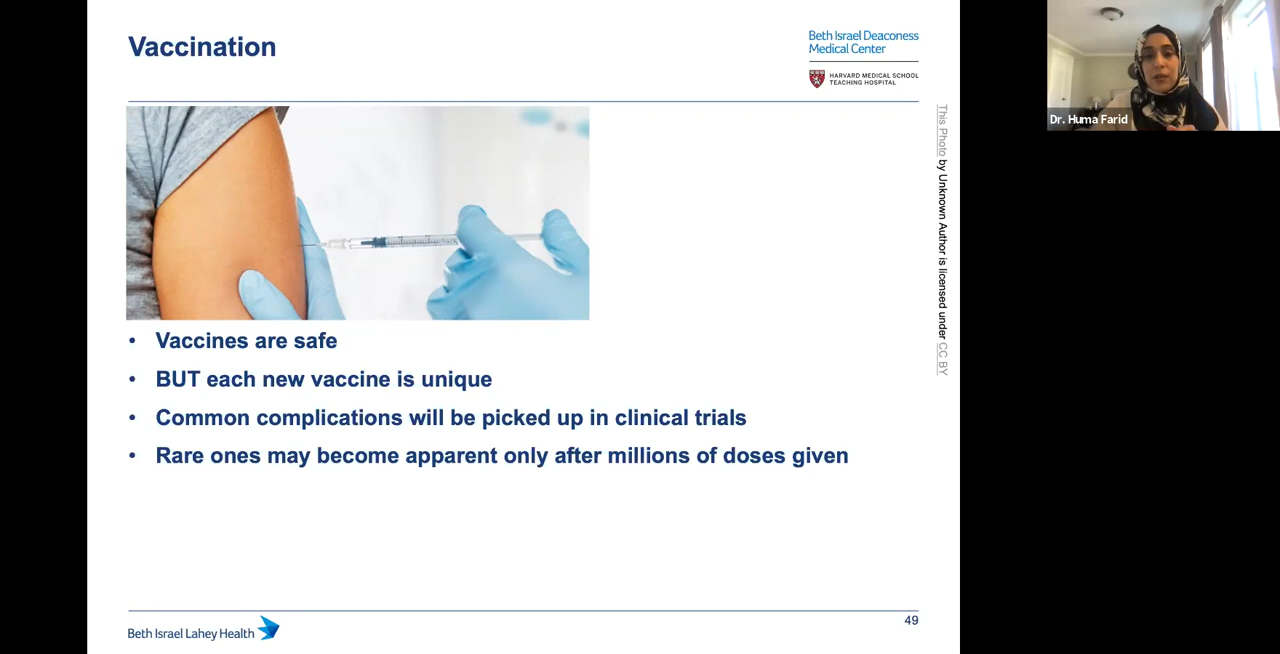 Vaccination
Beth Israel Deaconess
Medical Center
HARVARD MEDICAL SCHOOL
TEACHING HOSPITAL
This Photo by Unknown Author is licensed under CC BY
• Vaccines are safe
• BUT each new vaccine is unique
• Common complications will be picked up in clinical trials
• Rare ones may become apparent only after millions of doses given
Beth Israel Lahey Health
49
Dr. Huma Farid